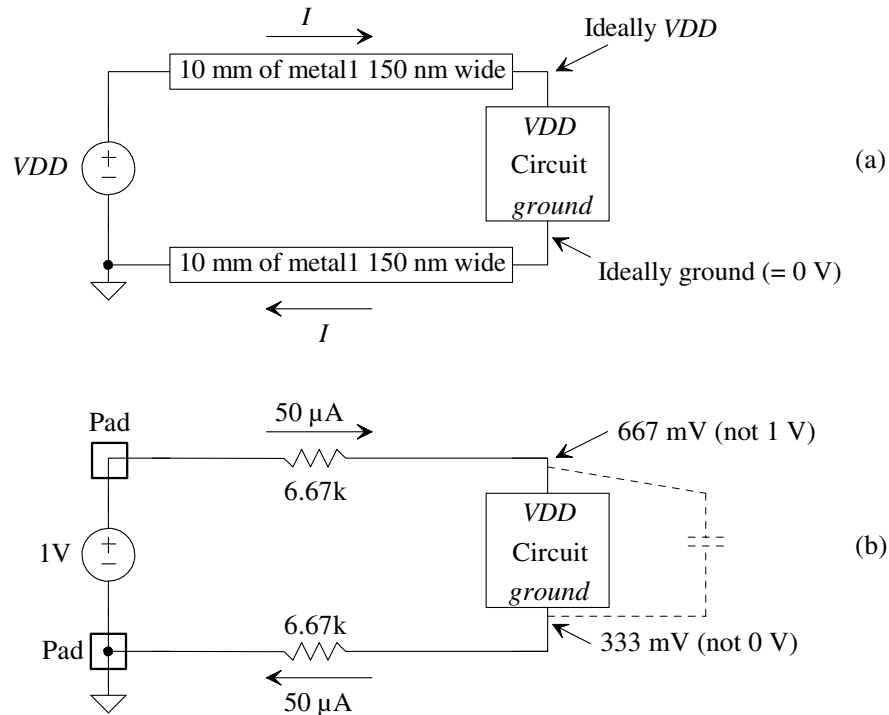 I
Ideally VDD
10 mm of metal1 150 nm wide
VDD
VDD
Circuit
ground
(a)
10 mm of metal1 150 nm wide
Ideally ground (= 0 V)
I
Pad
50 µA
667 mV (not 1 V)
6.67k
1V
VDD
Circuit
ground
(b)
6.67k
Pad
333 mV (not 0 V)
50 µA